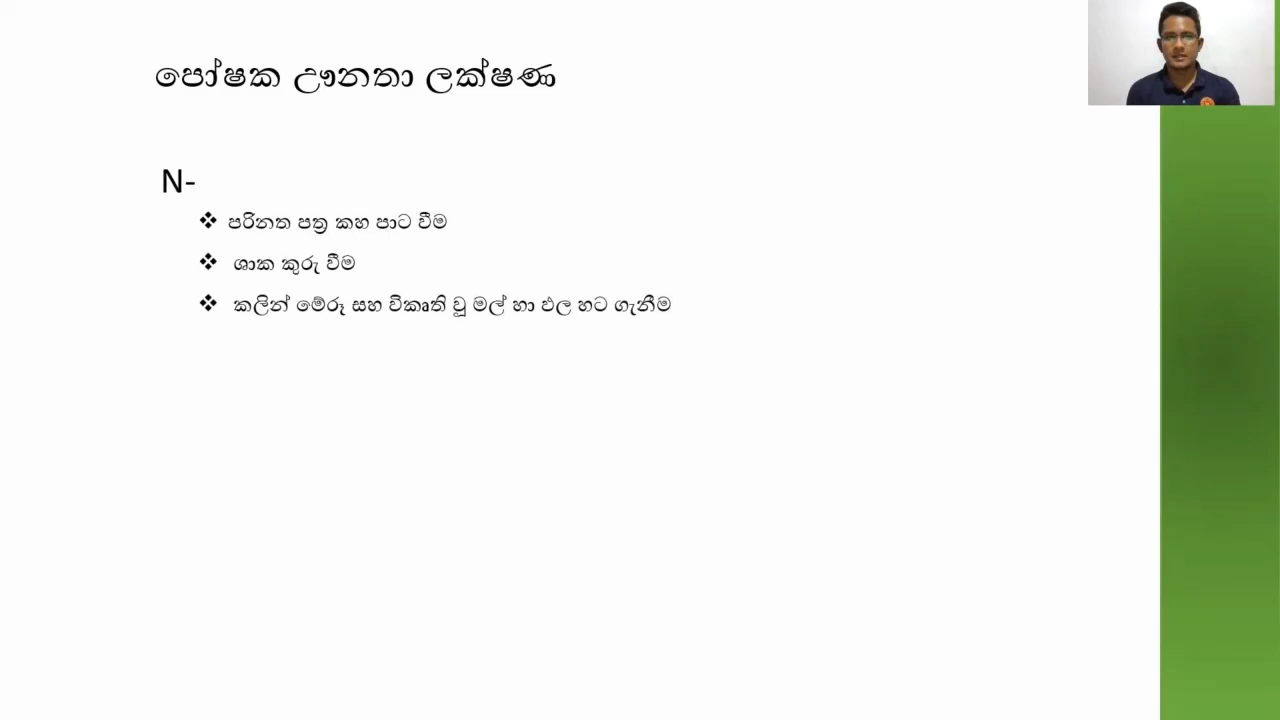 පෝෂක ඌනතා ලක්ෂණ
N-
❖ පරිනත පත්‍ර කහ පාට වීම
❖ ශාක කුරු වීම
❖ කලින් මේරූ සහ විකෘති වූ මල් හා ඵල හට ගැනීම